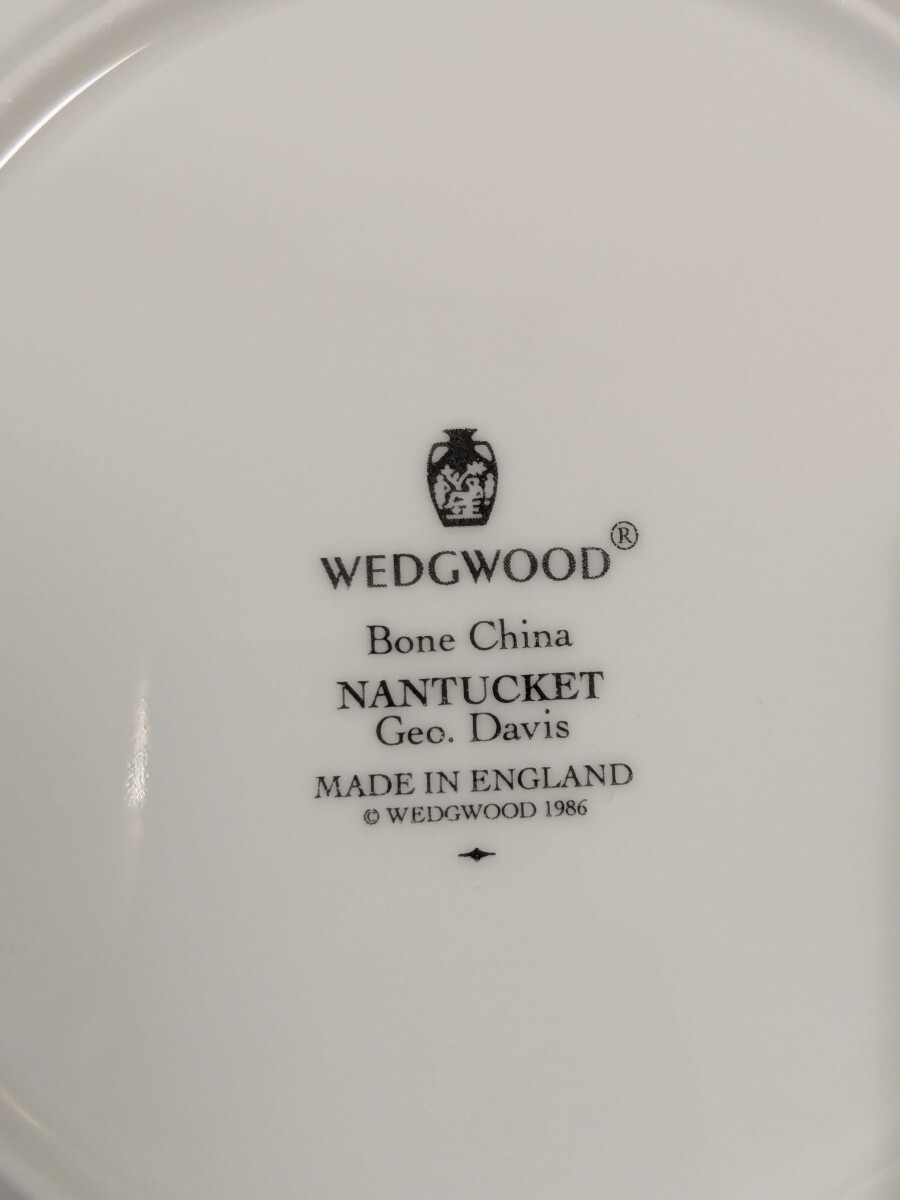 WEDGWOOD®
Bone China
NANTUCKET
Geo. Davis
MADE IN ENGLAND
© WEDGWOOD 1986